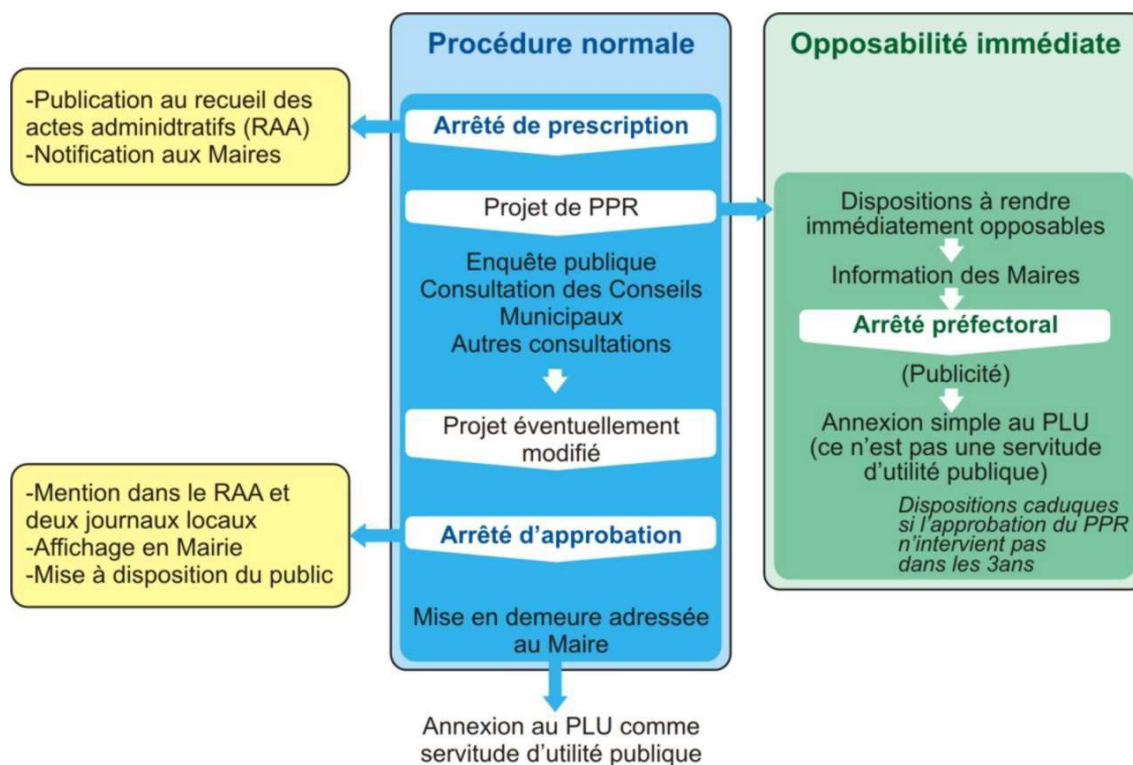 Procédure normale
Opposabilité immédiate
-Publication au recueil des
actes adminidtratifs (RAA)
-Notification aux Maires
Arrêté de prescription
Projet de PPR
Enquête publique
Consultation des Conseils
Municipaux
Autres consultations
Projet éventuellement
modifié
-Mention dans le RAA et
deux journaux locaux
-Affichage en Mairie
-Mise à disposition du public
Arrêté d’approbation
Mise en demeure adressée
au Maire
Annexion au PLU comme
servitude d’utilité publique
Dispositions à rendre
immédiatement opposables
Information des Maires
Arrêté préfectoral
(Publicité)
Annexion simple au PLU
(ce n’est pas une servitude
d’utilité publique)
Dispositions caduques
si l’approbation du PPR
n’intervient pas
dans les 3ans